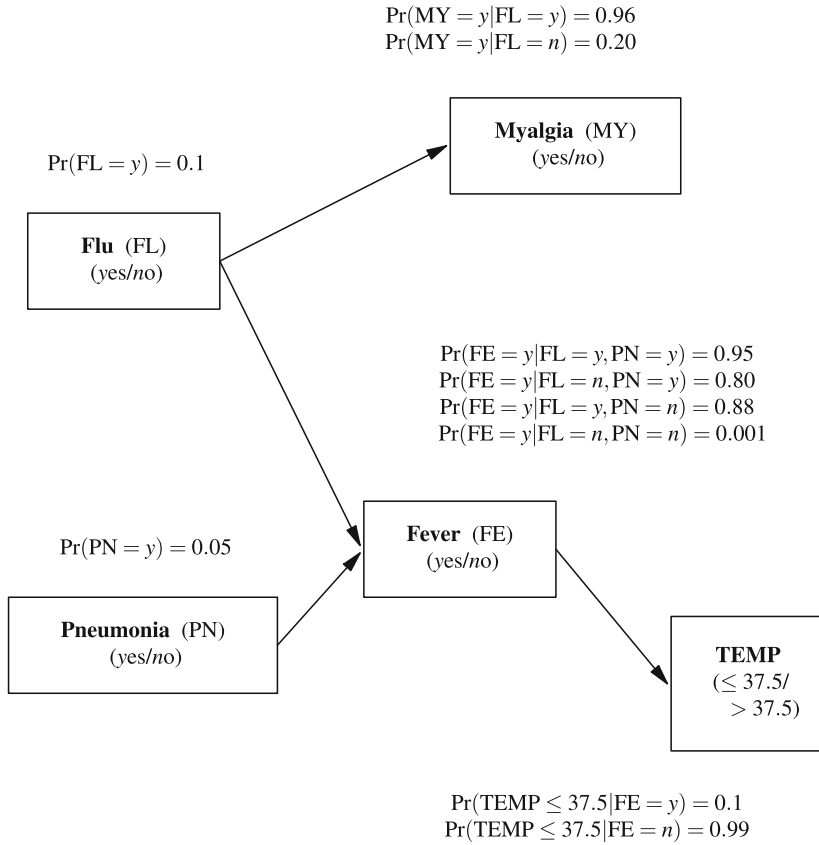 Pr(MY = y|FL = y) = 0.96
Pr(MY = y|FL = n) = 0.20
Myalgia (MY)
(yes/no)
Pr(FL = y) = 0.1
Flu (FL)
(yes/no)
Pr(FE = y|FL = y, PN = y) = 0.95
Pr(FE = y|FL = n, PN = y) = 0.80
Pr(FE = y|FL = y, PN = n) = 0.88
Pr(FE = y|FL = n, PN = n) = 0.001
Fever (FE)
(yes/no)
Pr(PN = y) = 0.05
Pneumonia (PN)
(yes/no)
TEMP
(≤ 37.5/
> 37.5)
Pr(TEMP ≤ 37.5|FE = y) = 0.1
Pr(TEMP ≤ 37.5|FE = n) = 0.99